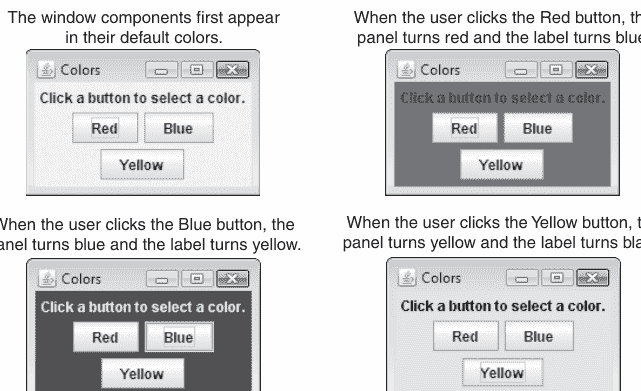 The window components first appear
in their default colors.
Colors
Click a button to select a color.
Red Blue
Yellow
When the user clicks the Red button, th
panel turns red and the label turns blue
Colors
Click a button to select a color.
Red Blue
Yellow
When the user clicks the Blue button, the
anel turns blue and the label turns yellow.
Colors
Click a button to select a color.
Red Blue
Yellow
When the user clicks the Yellow button, t
panel turns yellow and the label turns bla
Colors
Click a button to select a color.
Red Blue
Yellow